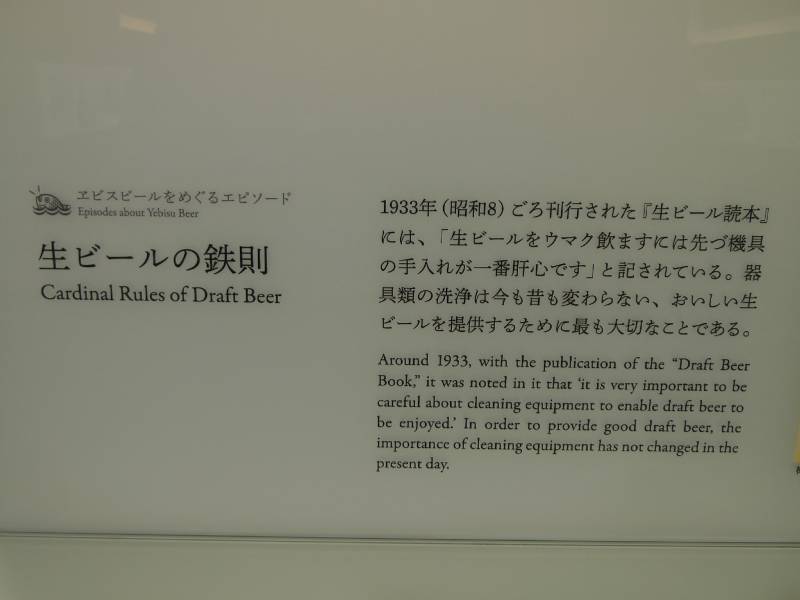 ヱビスビールをめぐるエピソード
Episodes about Yebisu Beer
生ビールの鉄則
Cardinal Rules of Draft Beer
1933年（昭和8）ごろ刊行された『生ビール読本』
には、「生ビールをウマク飲ますには先づ機具
の手入れが一番肝心です」と記されている。器
具類の洗浄は今も昔も変わらない、おいしい生
ビールを提供するために最も大切なことである。
Around 1933, with the publication of the “Draft Beer
Book,” it was noted in it that ‘it is very important to be
careful about cleaning equipment to enable draft beer to
be enjoyed.’ In order to provide good draft beer, the
importance of cleaning equipment has not changed in the
present day.